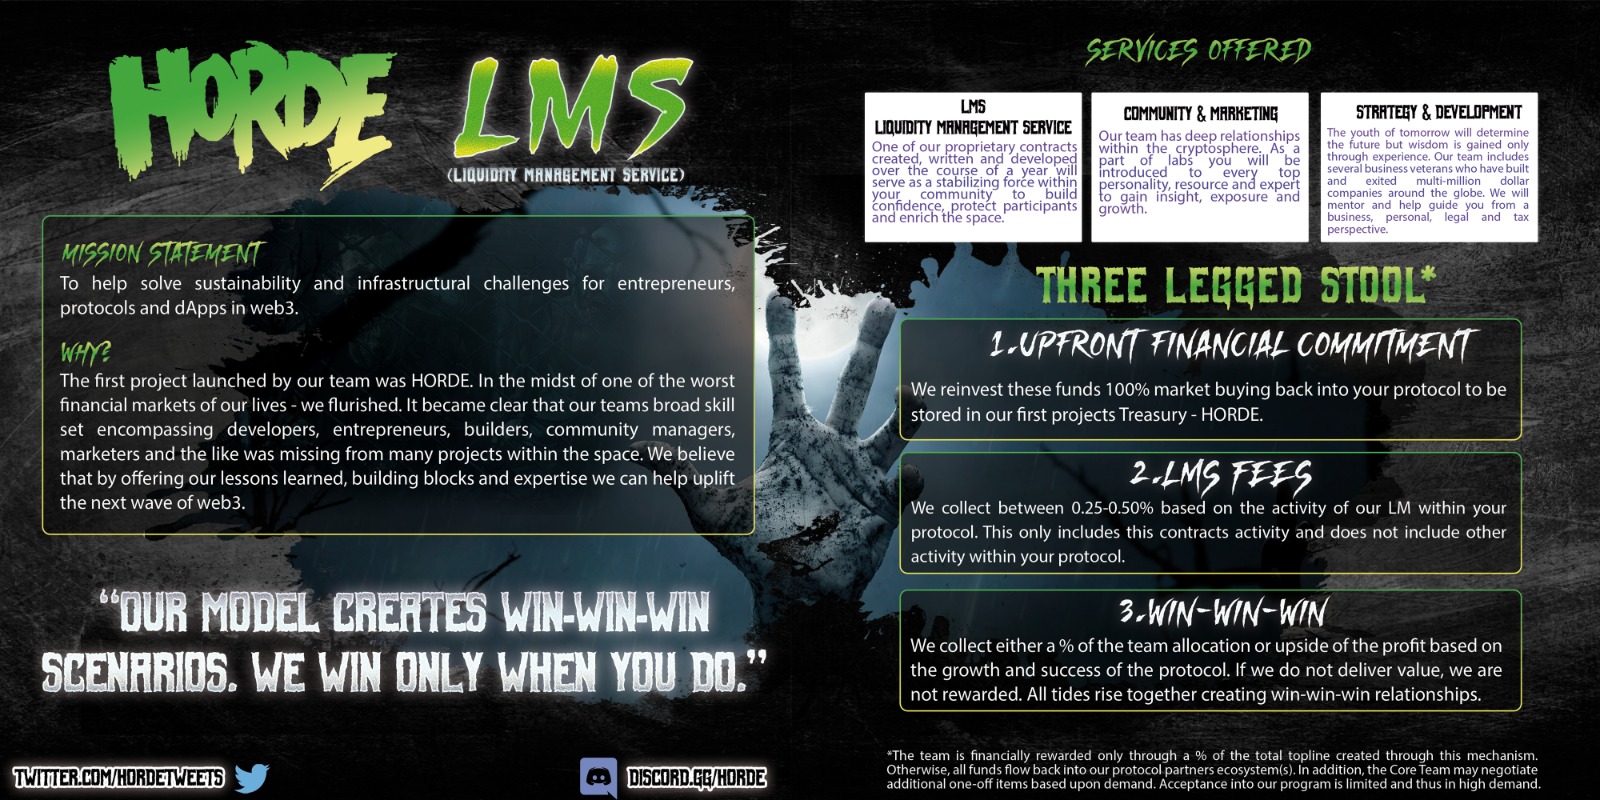 HORDE LMS
(LIQUIDITY MANAGEMENT SERVICE)
MISSION STATEMENT
To help solve sustainability and infrastructural challenges for entrepreneurs,
protocols and dApps in web3.
WHY?
The first project launched by our team was HORDE. In the midst of one of the worst
financial markets of our lives - we flurished. It became clear that our teams broad skill
set encompassing developers, entrepreneurs, builders, community managers,
marketers and the like was missing from many projects within the space. We believe
that by offering our lessons learned, building blocks and expertise we can help uplift
the next wave of web3.
“OUR MODEL CREATES WIN-WIN-WIN
SCENARIOS. WE WIN ONLY WHEN YOU DO.”
TWITTER.COM/HORDETWEETS
DISCORD.GG/HORDE
SERVICES OFFERED
LMS
LIQUIDITY MANAGEMENT SERVICE
One of our proprietary contracts
created, written and developed
over the course of a year will
serve as a stabilizing force within
your community to build
confidence, protect participants
and enrich the space.
COMMUNITY & MARKETING
Our team has deep relationships
within the cryptosphere. As a
part of labs you will be
introduced to every top
personality, resource and expert
to gain insight, exposure and
growth.
STRATEGY & DEVELOPMENT
The youth of tomorrow will determine
the future but wisdom is gained only
through experience. Our team includes
several business veterans who have built
and exited multi-million dollar
companies around the globe. We will
mentor and help guide you from a
business, personal, legal and tax
perspective.
THREE LEGGED STOOL*
1.UPFRONT FINANCIAL COMMITMENT
We reinvest these funds 100% market buying back into your protocol to be
stored in our first projects Treasury - HORDE.
2.LMS FEES
We collect between 0.25-0.50% based on the activity of our LM within your
protocol. This only includes this contracts activity and does not include other
activity within your protocol.
3.WIN-WIN-WIN
We collect either a % of the team allocation or upside of the profit based on
the growth and success of the protocol. If we do not deliver value, we are
not rewarded. All tides rise together creating win-win-win relationships.
*The team is financially rewarded only through a % of the total topline created through this mechanism.
Otherwise, all funds flow back into our protocol partners ecosystem(s). In addition, the Core Team may negotiate
additional one-off items based upon demand. Acceptance into our program is limited and thus in high demand.